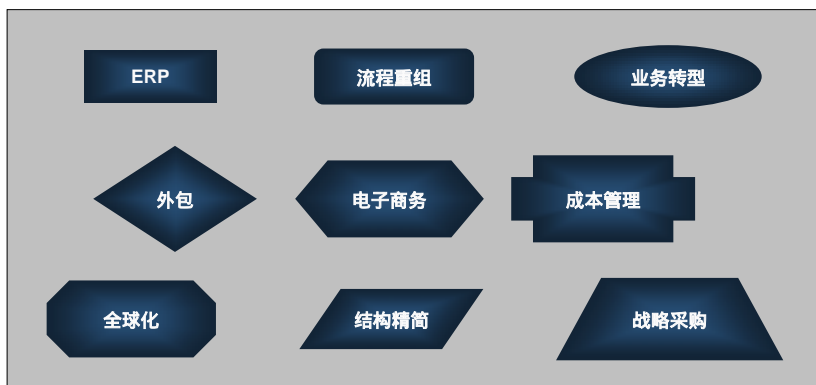 ERP
流程重组
业务转型
外包
电子商务
成本管理
全球化
结构精简
战略采购